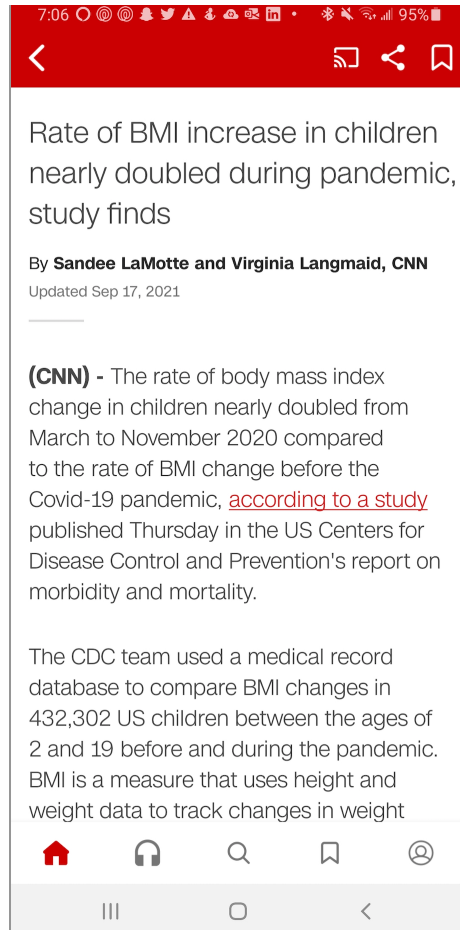 7:06
95%
Rate of BMI increase in children
nearly doubled during pandemic,
study finds
By Sandee LaMotte and Virginia Langmaid, CNN
Updated Sep 17, 2021
(CNN) - The rate of body mass index
change in children nearly doubled from
March to November 2020 compared
to the rate of BMI change before the
Covid-19 pandemic, according to a study
published Thursday in the US Centers for
Disease Control and Prevention's report on
morbidity and mortality.
The CDC team used a medical record
database to compare BMI changes in
432,302 US children between the ages of
2 and 19 before and during the pandemic.
BMI is a measure that uses height and
weight data to track changes in weight